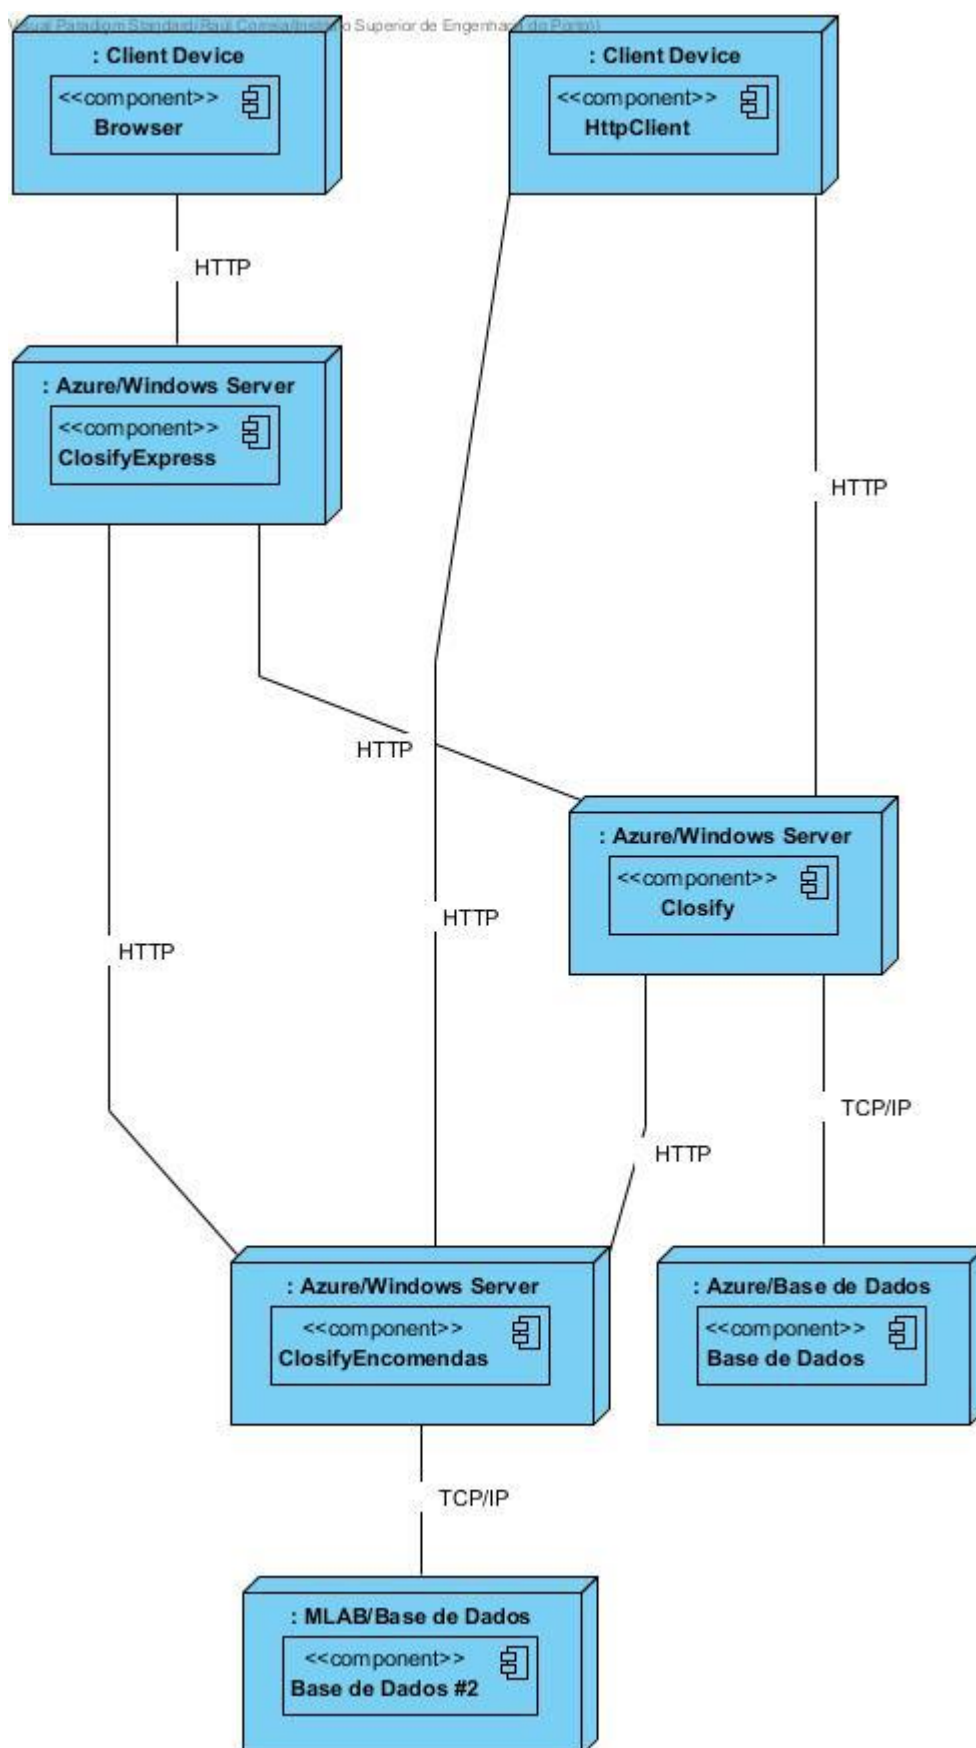 Visual Paradigm Standard(Raul Correia(Instituto Superior de Engenharia do Porto))
: Client Device
<<component>>
Browser
: Client Device
<<component>>
HttpClient
HTTP
: Azure/Windows Server
<<component>>
ClosifyExpress
HTTP
HTTP
: Azure/Windows Server
<<component>>
Closify
HTTP
HTTP
TCP/IP
HTTP
: Azure/Windows Server
<<component>>
ClosifyEncomendas
: Azure/Base de Dados
<<component>>
Base de Dados
TCP/IP
: MLAB/Base de Dados
<<component>>
Base de Dados #2